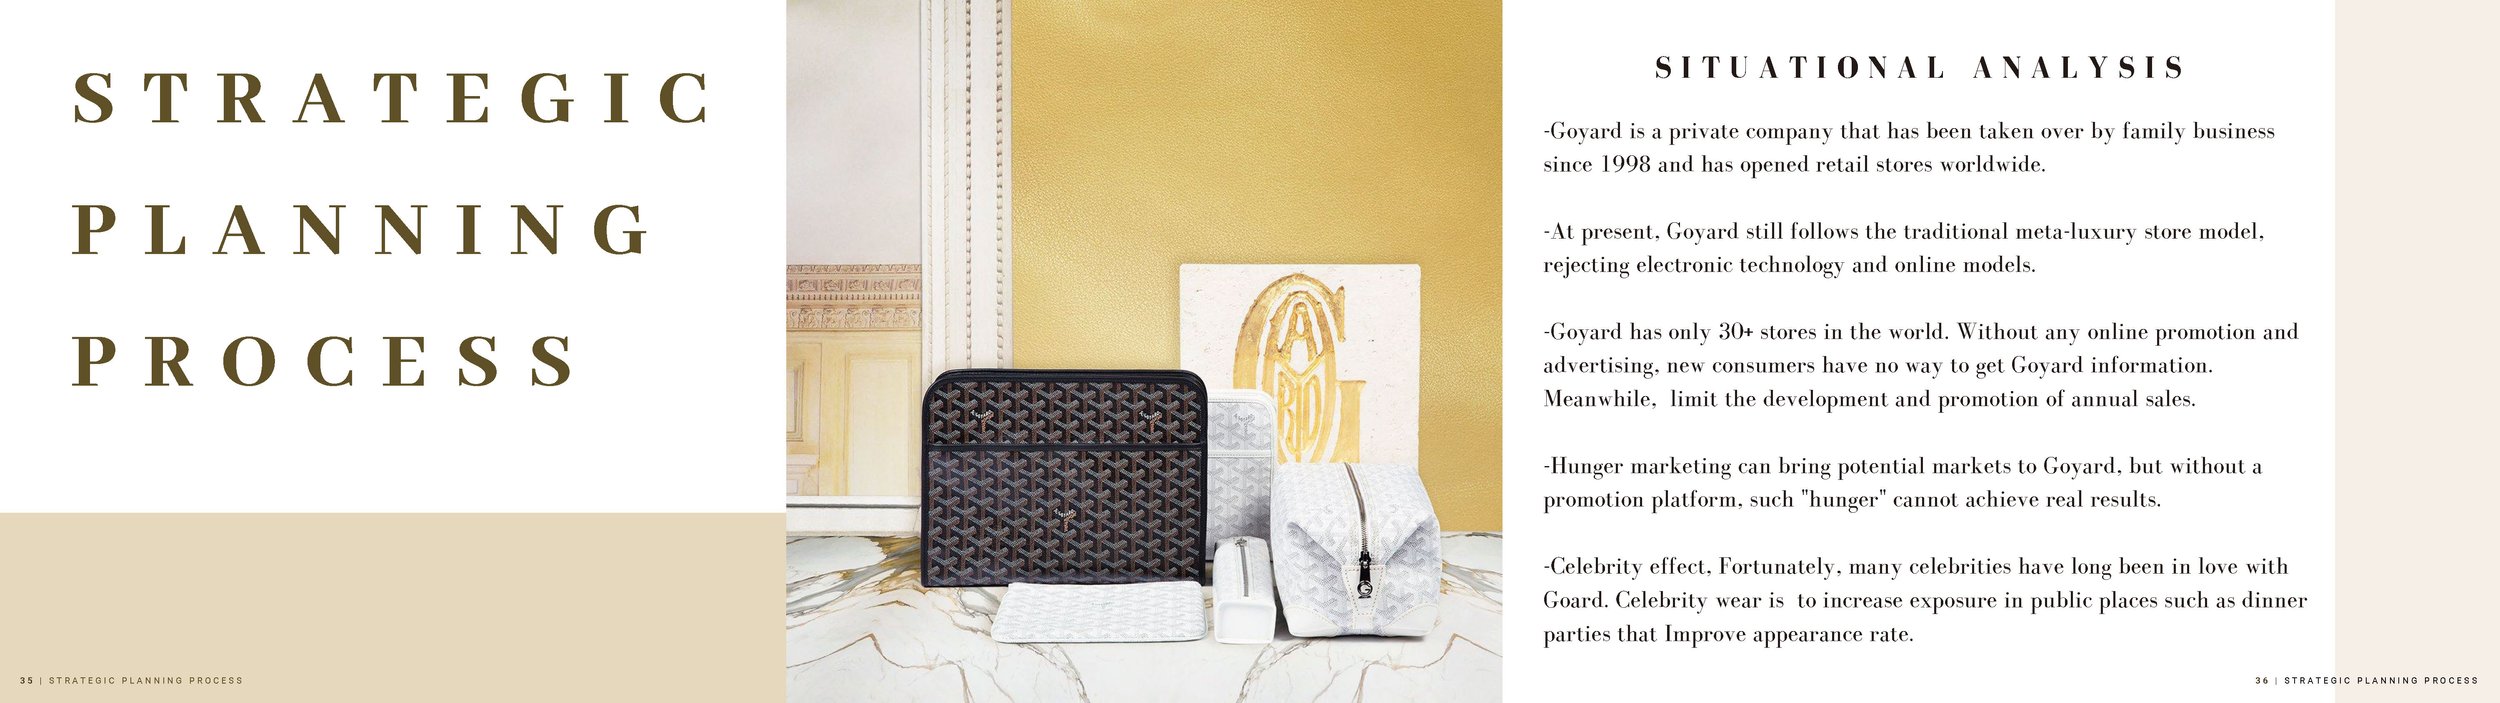 STRATEGIC
PLANNING
PROCESS
35 | STRATEGIC PLANNING PROCESS
SITUATIONAL ANALYSIS
-Goyard is a private company that has been taken over by family business
since 1998 and has opened retail stores worldwide.
-At present, Goyard still follows the traditional meta-luxury store model,
rejecting electronic technology and online models.
-Goyard has only 30+ stores in the world. Without any online promotion and
advertising, new consumers have no way to get Goyard information.
Meanwhile,  limit the development and promotion of annual sales.
-Hunger marketing can bring potential markets to Goyard, but without a
promotion platform, such "hunger" cannot achieve real results.
-Celebrity effect, Fortunately, many celebrities have long been in love with
Goard. Celebrity wear is  to increase exposure in public places such as dinner
parties that Improve appearance rate.
36 | STRATEGIC PLANNING PROCESS